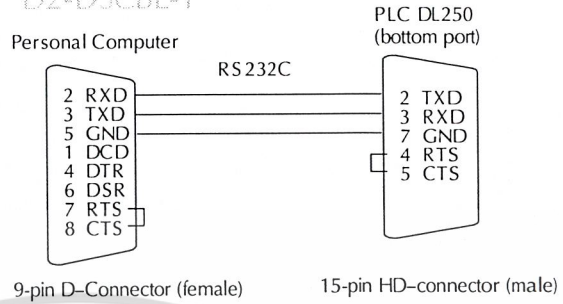 PLC DL250
(bottom port)
Personal Computer
RS232C
2 RXD
3 TXD
5 GND
1 DCD
4 DTR
6 DSR
7 RTS
8 CTS
2 TXD
3 RXD
7 GND
4 RTS
5 CTS
9-pin D–Connector (female)
15-pin HD–connector (male)